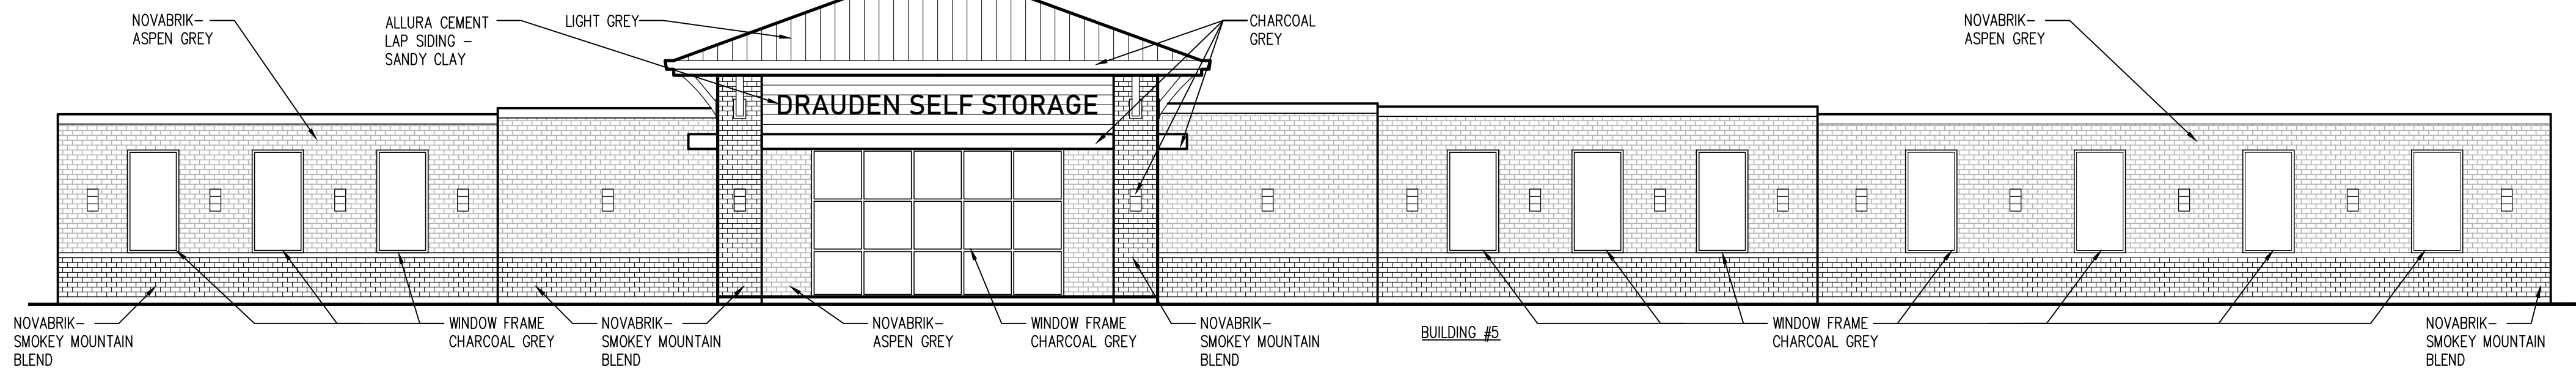 NOVABRIK-
ASPEN GREY
ALLURA CEMENT
LAP SIDING -
SANDY CLAY
LIGHT GREY
CHARCOAL
GREY
NOVABRIK-
ASPEN GREY
DRAUDEN SELF STORAGE
NOVABRIK-
SMOKEY MOUNTAIN
BLEND
WINDOW FRAME
CHARCOAL GREY
NOVABRIK-
SMOKEY MOUNTAIN
BLEND
NOVABRIK-
ASPEN GREY
WINDOW FRAME
CHARCOAL GREY
NOVABRIK-
SMOKEY MOUNTAIN
BLEND
BUILDING #5
WINDOW FRAME
CHARCOAL GREY
NOVABRIK-
SMOKEY MOUNTAIN
BLEND